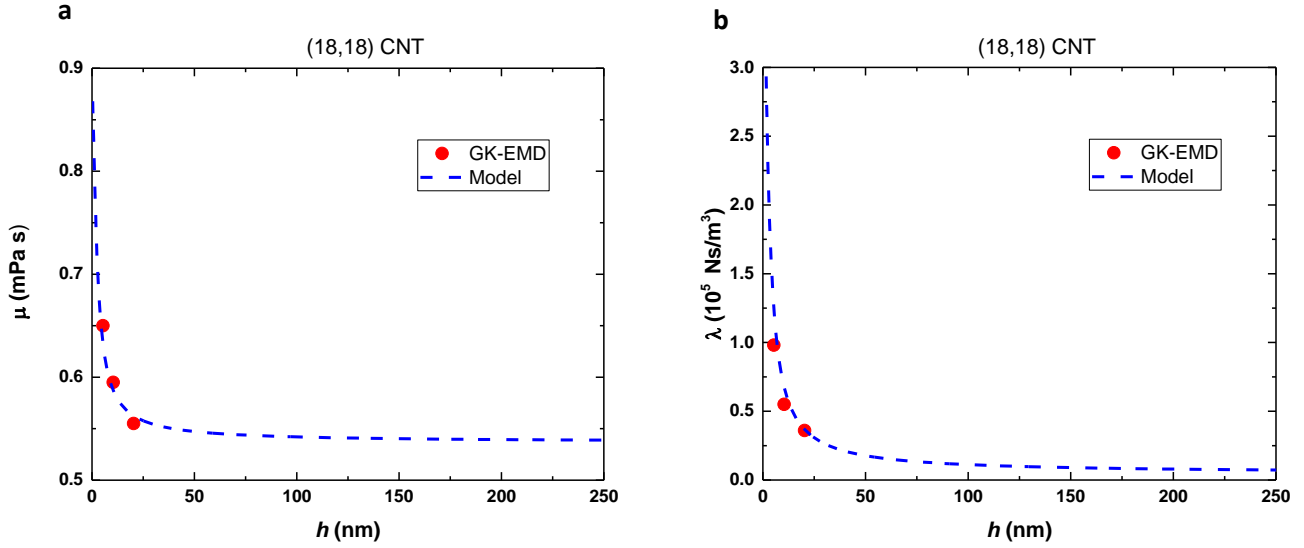 a
(18,18) CNT
0.9
0.8
0.7
0.6
0.5
μ (mPa s)
GK-EMD
Model
0 50 100 150 200 250
h (nm)
b
(18,18) CNT
3.0
2.5
2.0
1.5
1.0
0.5
0.0
λ (10⁵ Ns/m³)
GK-EMD
Model
0 50 100 150 200 250
h (nm)